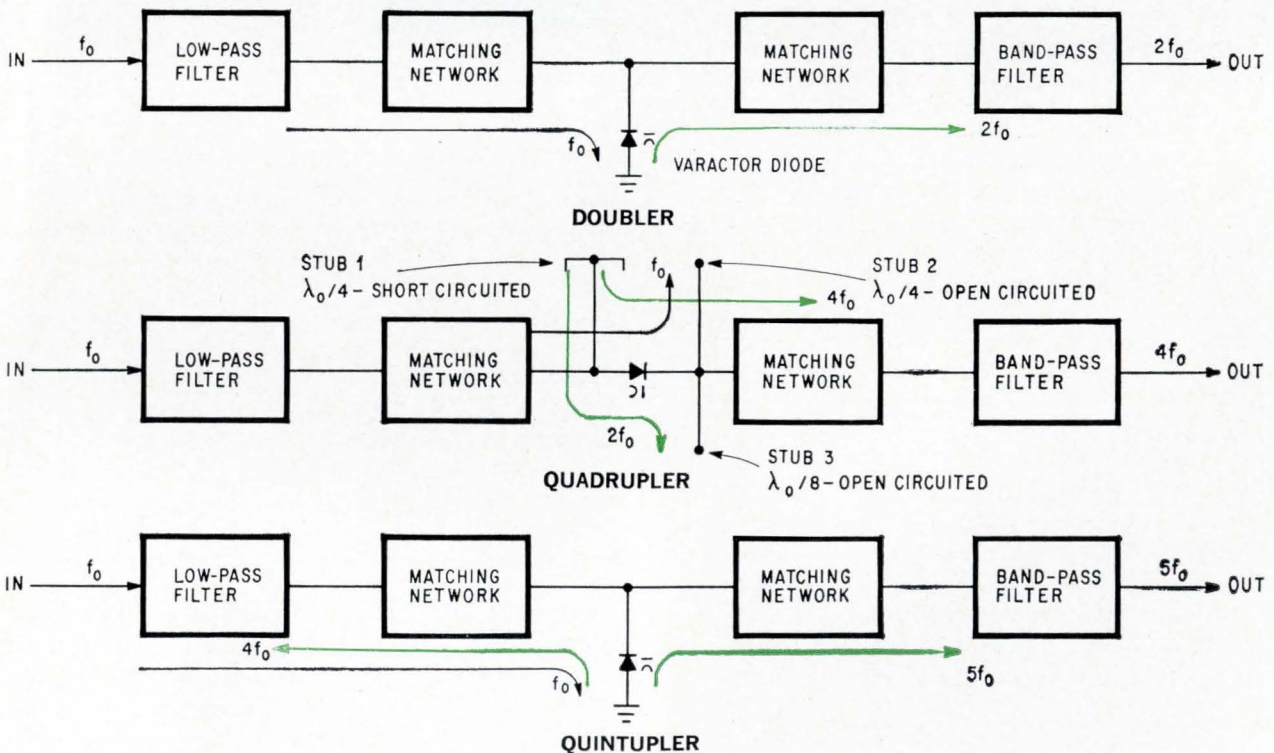 IN
f₀
LOW-PASS
FILTER
MATCHING
NETWORK
MATCHING
NETWORK
BAND-PASS
FILTER
2f₀
OUT
f₀
2f₀
VARACTOR DIODE
DOUBLER
STUB 1
λ₀/4 – SHORT CIRCUITED
f₀
4f₀
STUB 2
λ₀/4 – OPEN CIRCUITED
IN
f₀
LOW-PASS
FILTER
MATCHING
NETWORK
MATCHING
NETWORK
BAND-PASS
FILTER
4f₀
OUT
2f₀
STUB 3
λ₀/8 – OPEN CIRCUITED
QUADRUPLER
IN
f₀
LOW-PASS
FILTER
MATCHING
NETWORK
MATCHING
NETWORK
BAND-PASS
FILTER
5f₀
OUT
4f₀
f₀
5f₀
QUINTUPLER